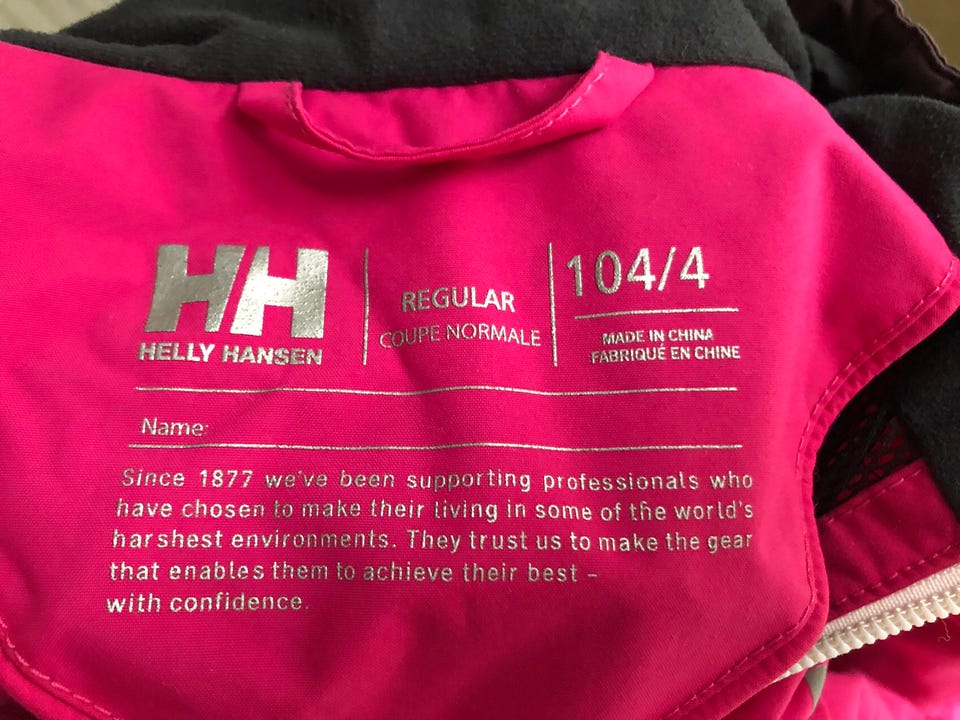 HH
HELLY HANSEN
REGULAR
COUPE NORMALE
104/4
MADE IN CHINA
FABRIQUÉ EN CHINE
Name:
Since 1877 we've been supporting professionals who
have chosen to make their living in some of the world's
harshest environments. They trust us to make the gear
that enables them to achieve their best –
with confidence.